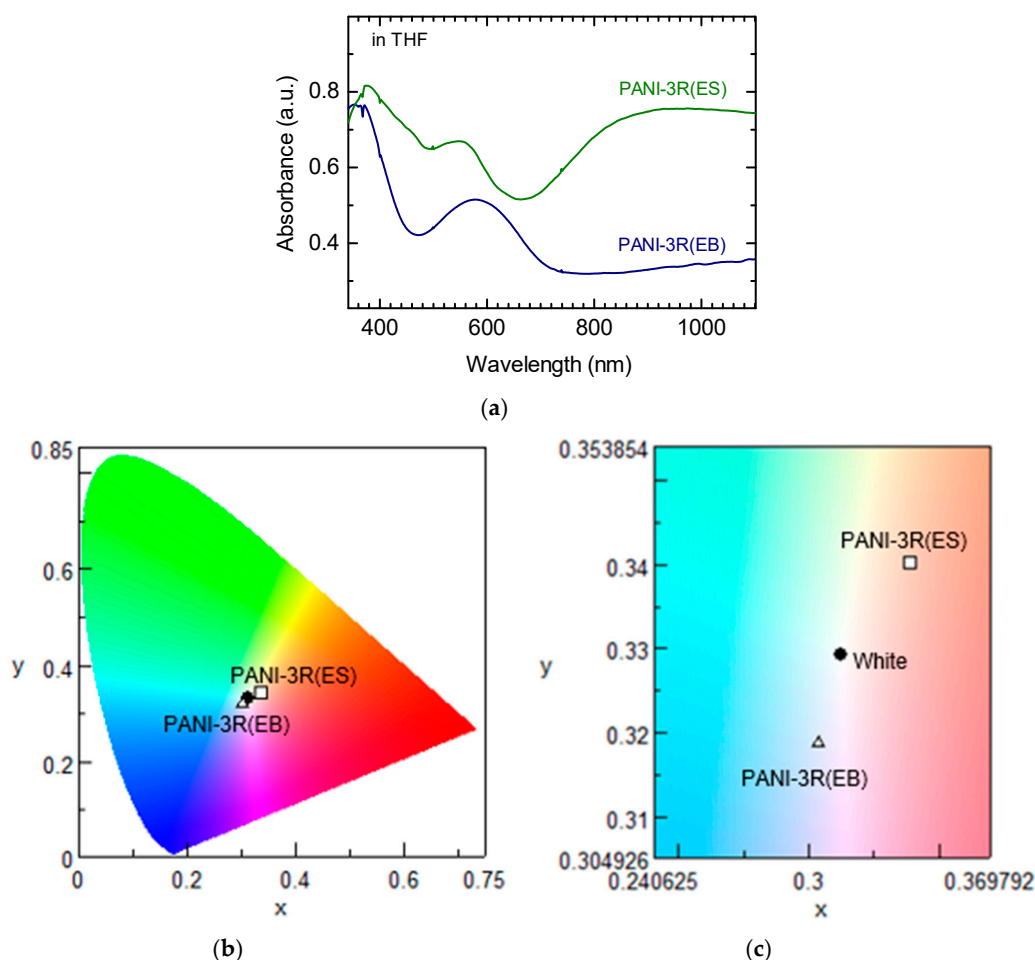 in THF
PANI-3R(ES)
PANI-3R(EB)
0.8
0.6
0.4
Absorbance (a.u.)
400 600 800 1000
Wavelength (nm)
(a)
0.85
0.6
0.4
0.2
0
y
PANI-3R(ES)
PANI-3R(EB)
0 0.2 0.4 0.6 0.75
x
(b)
0.353854
0.34
0.33
0.32
0.31
0.304926
y
PANI-3R(ES)
White
PANI-3R(EB)
0.240625 0.3 0.369792
x
(c)